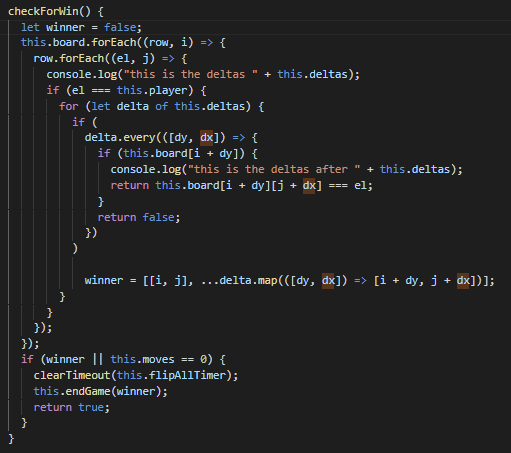 checkForWin() {
let winner = false;
this.board.forEach((row, i) => {
row.forEach((el, j) => {
console.log("this is the deltas " + this.deltas);
if (el === this.player) {
for (let delta of this.deltas) {
if (
delta.every(([dy, dx]) => {
if (this.board[i + dy]) {
console.log("this is the deltas after " + this.deltas);
return this.board[i + dy][j + dx] === el;
}
return false;
})
)
winner = [[i, j], ...delta.map(([dy, dx]) => [i + dy, j + dx])];
}
}
});
});
if (winner || this.moves == 0) {
clearTimeout(this.flipAllTimer);
this.endGame(winner);
return true;
}
}